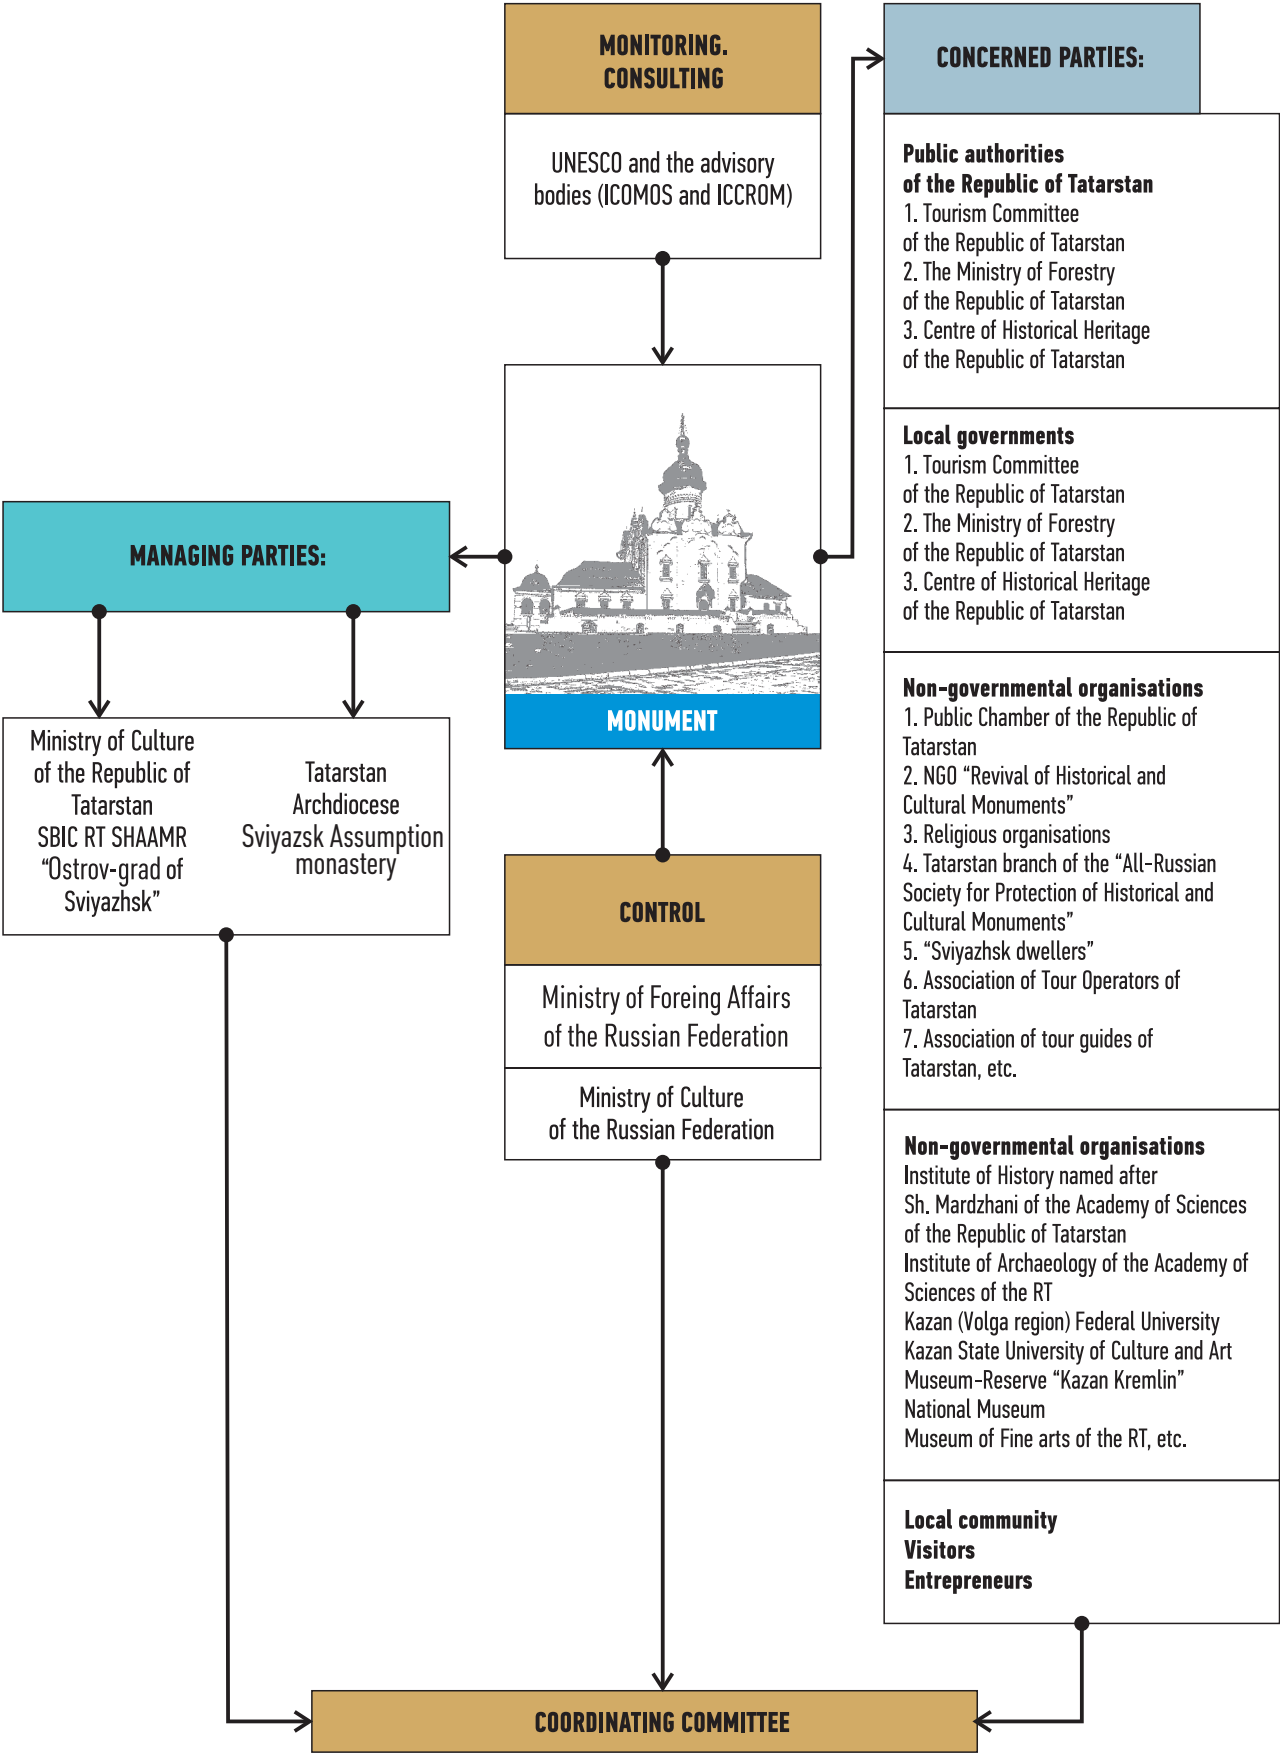 MONITORING.
CONSULTING
UNESCO and the advisory
bodies (ICOMOS and ICCROM)
MONUMENT
MANAGING PARTIES:
Ministry of Culture
of the Republic of
Tatarstan
SBIC RT SHAAMR
“Ostrov-grad of
Sviyazhsk”
Tatarstan
Archdiocese
Sviyazsk Assumption
monastery
CONTROL
Ministry of Foreing Affairs
of the Russian Federation
Ministry of Culture
of the Russian Federation
CONCERNED PARTIES:
Public authorities
of the Republic of Tatarstan
1. Tourism Committee
of the Republic of Tatarstan
2. The Ministry of Forestry
of the Republic of Tatarstan
3. Centre of Historical Heritage
of the Republic of Tatarstan
Local governments
1. Tourism Committee
of the Republic of Tatarstan
2. The Ministry of Forestry
of the Republic of Tatarstan
3. Centre of Historical Heritage
of the Republic of Tatarstan
Non-governmental organisations
1. Public Chamber of the Republic of
Tatarstan
2. NGO “Revival of Historical and
Cultural Monuments”
3. Religious organisations
4. Tatarstan branch of the “All-Russian
Society for Protection of Historical and
Cultural Monuments”
5. “Sviyazhsk dwellers”
6. Association of Tour Operators of
Tatarstan
7. Association of tour guides of
Tatarstan, etc.
Non-governmental organisations
Institute of History named after
Sh. Mardzhani of the Academy of Sciences
of the Republic of Tatarstan
Institute of Archaeology of the Academy of
Sciences of the RT
Kazan (Volga region) Federal University
Kazan State University of Culture and Art
Museum-Reserve “Kazan Kremlin”
National Museum
Museum of Fine arts of the RT, etc.
Local community
Visitors
Entrepreneurs
COORDINATING COMMITTEE